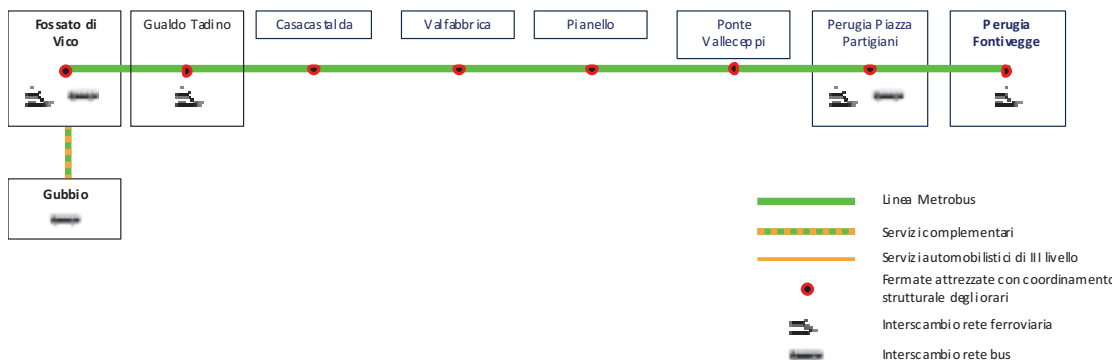 Fossato di
Vico
Gualdo Tadino
Casacastalda
Valfabbrica
Pianello
Ponte
Valleceppi
Perugia Piazza
Partigiani
Perugia
Fontivegge
Gubbio
Linea Metrobus
Servizi complementari
Servizi automobilistici di III livello
Fermate attrezzate con coordinamento
strutturale degli orari
Interscambio rete ferroviaria
Interscambio rete bus